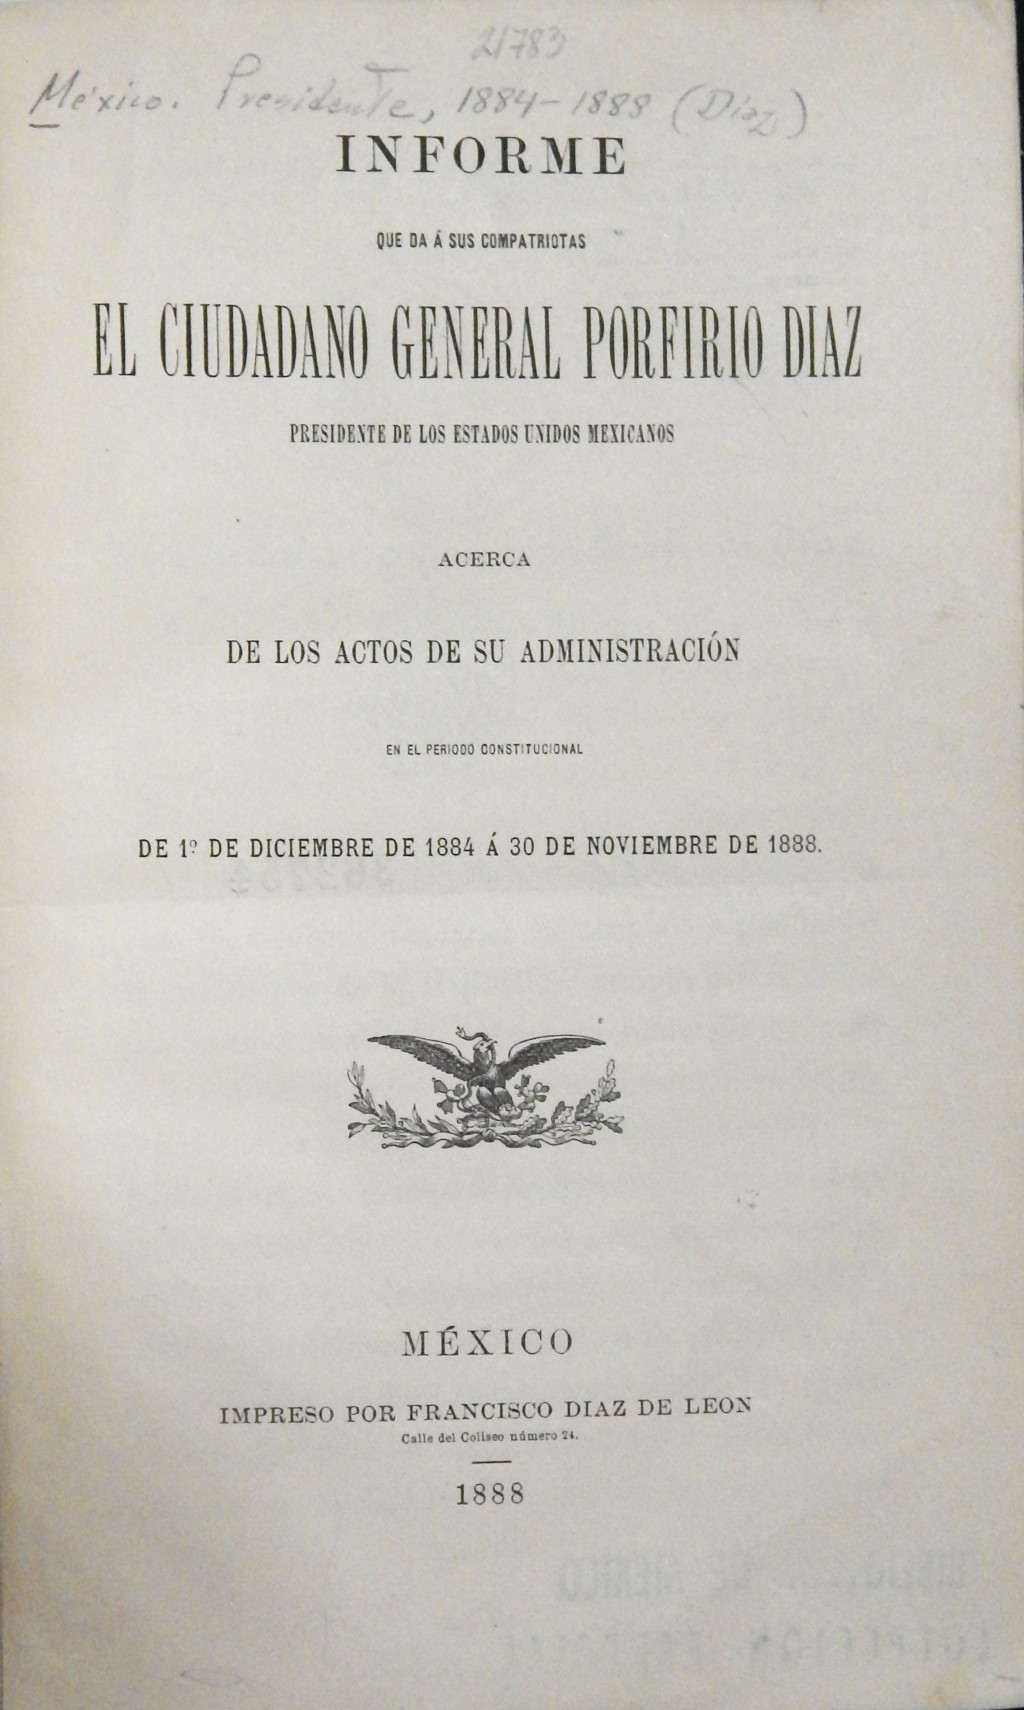 21783
México. Presidente, 1884-1888 (Díaz)
INFORME
QUE DA Á SUS COMPATRIOTAS
EL CIUDADANO GENERAL PORFIRIO DIAZ
PRESIDENTE DE LOS ESTADOS UNIDOS MEXICANOS
ACERCA
DE LOS ACTOS DE SU ADMINISTRACIÓN
EN EL PERIODO CONSTITUCIONAL
DE 1º DE DICIEMBRE DE 1884 Á 30 DE NOVIEMBRE DE 1888.
MÉXICO
IMPRESO POR FRANCISCO DIAZ DE LEON
Calle del Coliseo número 24.
1888